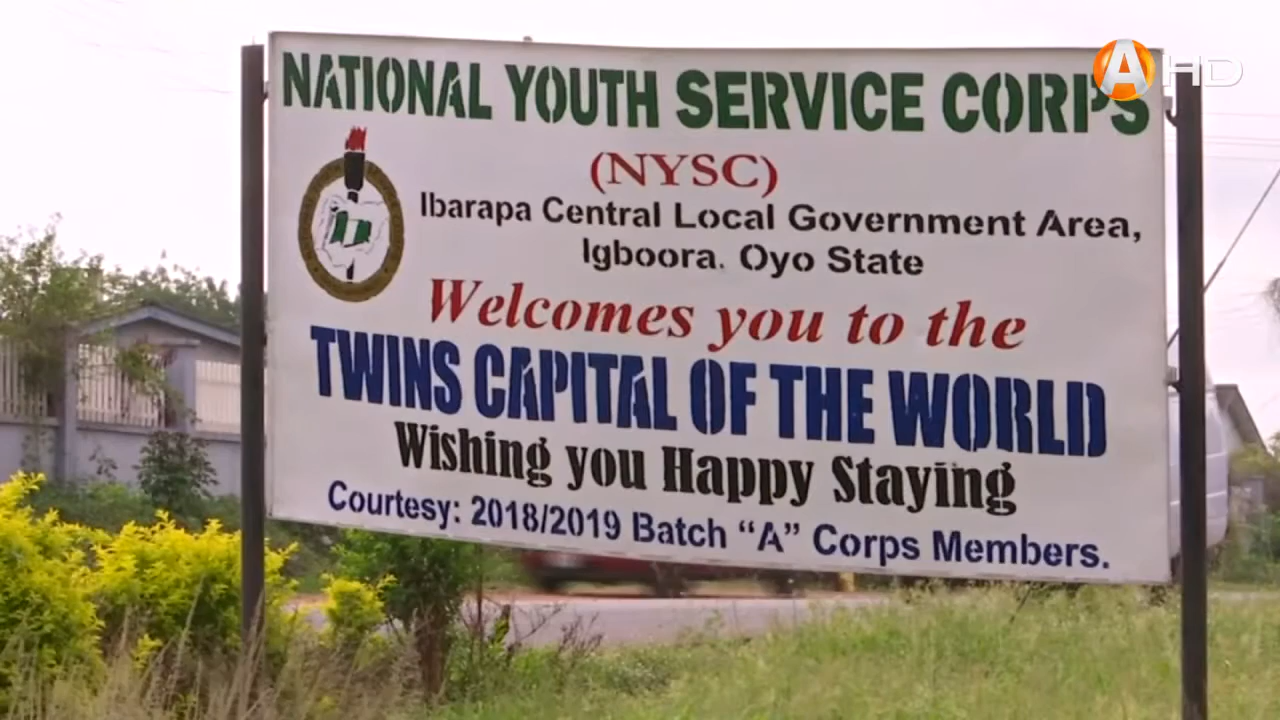 NATIONAL YOUTH SERVICE CORPS
(NYSC)
Ibarapa Central Local Government Area,
Igboora. Oyo State
Welcomes you to the
TWINS CAPITAL OF THE WORLD
Wishing you Happy Staying
Courtesy: 2018/2019 Batch “A” Corps Members.
A HD